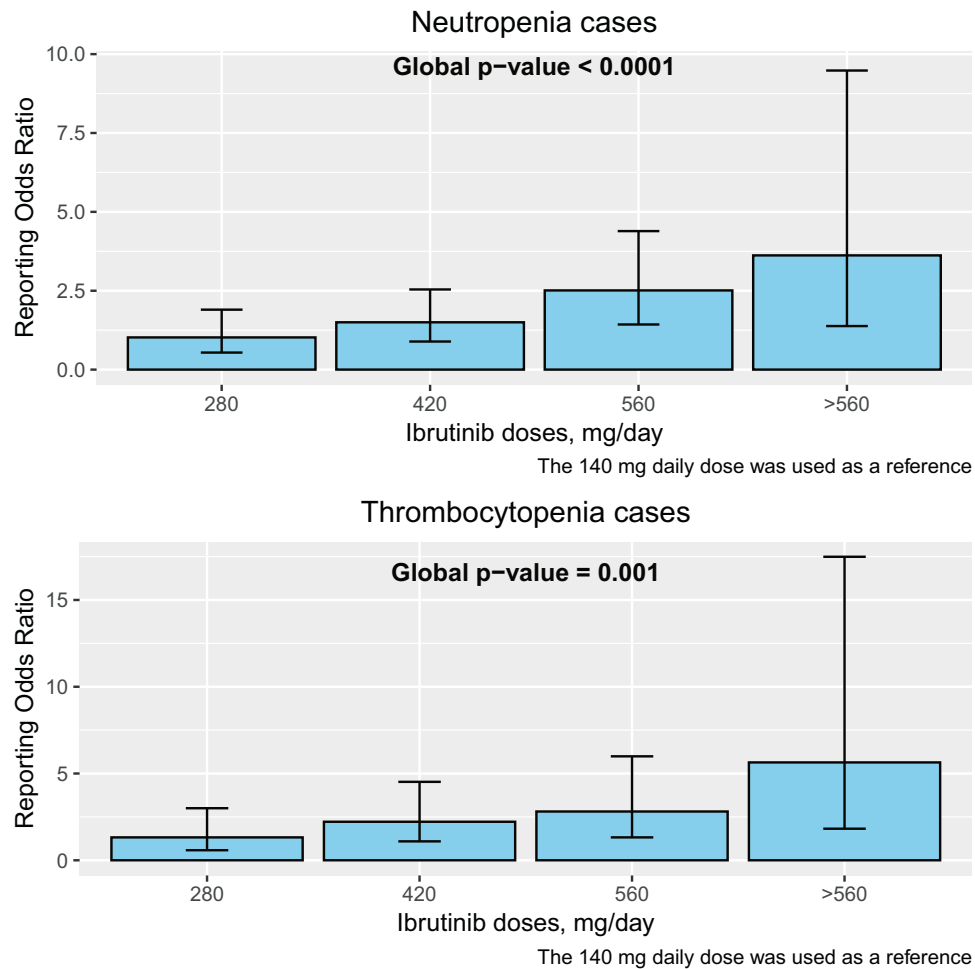 Neutropenia cases
Global p−value < 0.0001
Reporting Odds Ratio
10.0
7.5
5.0
2.5
0.0
280 420 560 >560
Ibrutinib doses, mg/day
The 140 mg daily dose was used as a reference
Thrombocytopenia cases
Global p−value = 0.001
Reporting Odds Ratio
15
10
5
0
280 420 560 >560
Ibrutinib doses, mg/day
The 140 mg daily dose was used as a reference